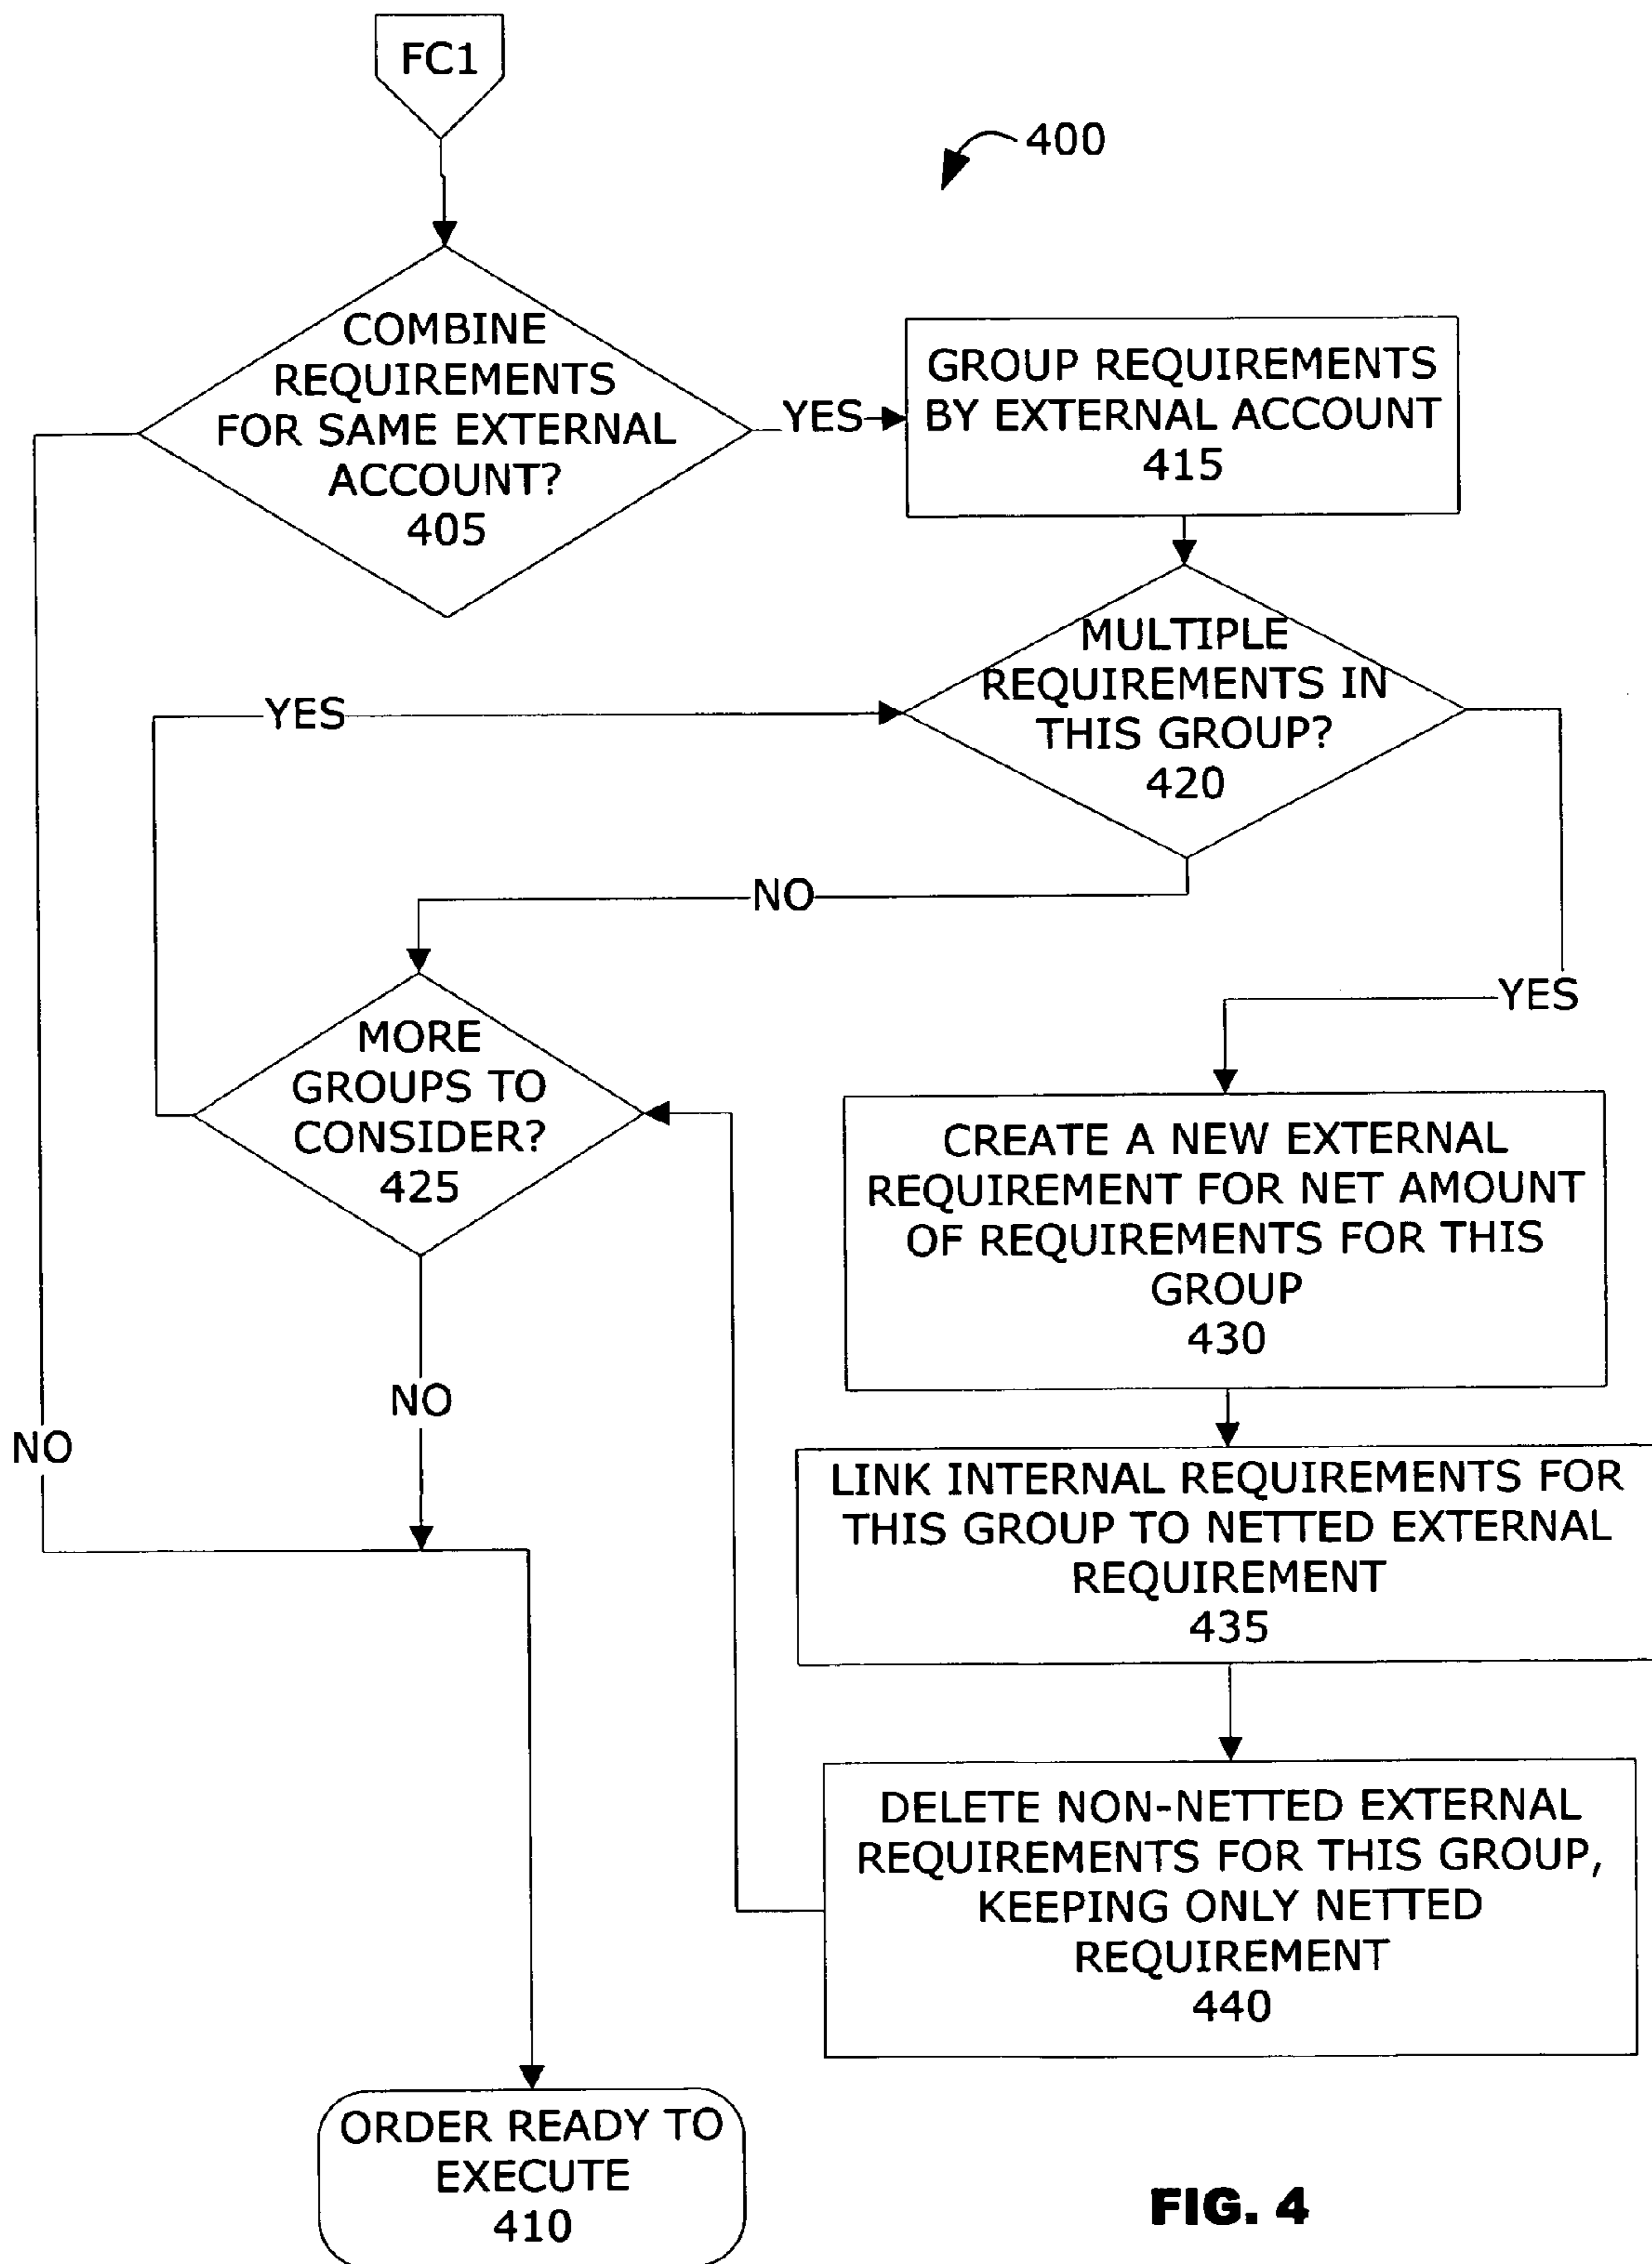 FC1
400
COMBINE
REQUIREMENTS
FOR SAME EXTERNAL
ACCOUNT?
405
YES
GROUP REQUIREMENTS
BY EXTERNAL ACCOUNT
415
MULTIPLE
REQUIREMENTS IN
THIS GROUP?
420
YES
NO
YES
MORE
GROUPS TO
CONSIDER?
425
CREATE A NEW EXTERNAL
REQUIREMENT FOR NET AMOUNT
OF REQUIREMENTS FOR THIS
GROUP
430
NO
NO
LINK INTERNAL REQUIREMENTS FOR
THIS GROUP TO NETTED EXTERNAL
REQUIREMENT
435
DELETE NON-NETTED EXTERNAL
REQUIREMENTS FOR THIS GROUP,
KEEPING ONLY NETTED
REQUIREMENT
440
ORDER READY TO
EXECUTE
410
FIG. 4